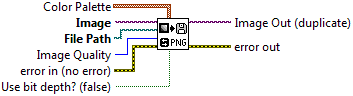 Color Palette
Image
Image Out (duplicate)
File Path
PNG
Image Quality
error out
error in (no error)
Use bit depth? (false)